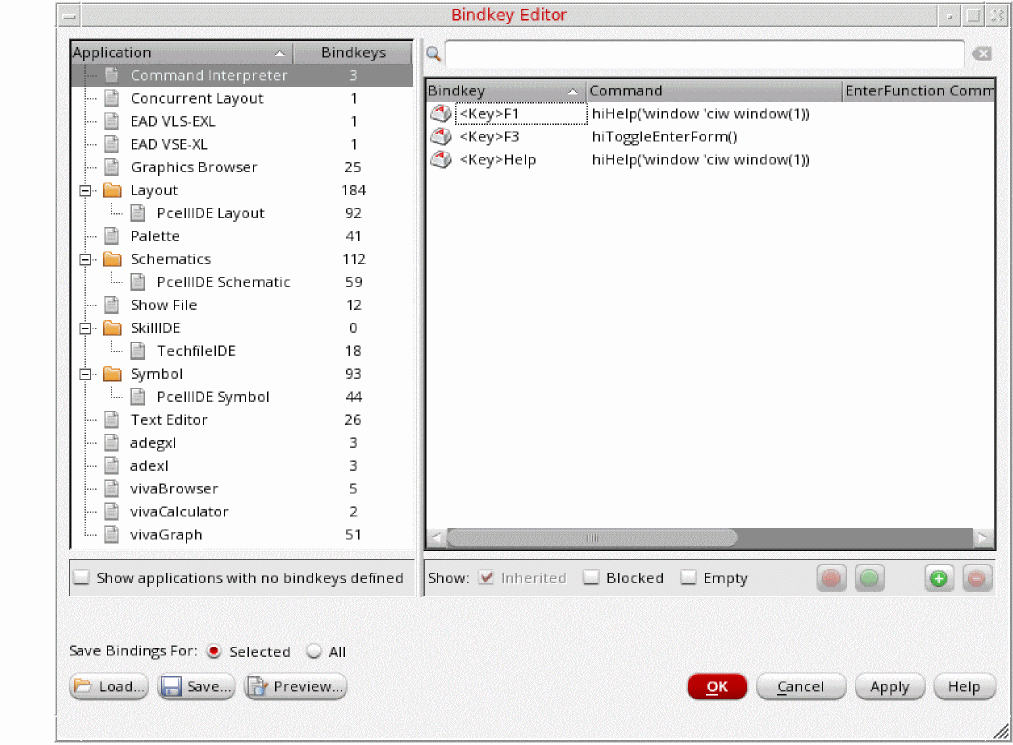 Bindkey Editor
Application Bindkeys
Command Interpreter 3
Concurrent Layout 1
EAD VLS-EXL 1
EAD VSE-XL 1
Graphics Browser 25
Layout 184
PcellIDE Layout 92
Palette 41
Schematics 112
PcellIDE Schematic 59
Show File 12
SkillIDE 0
TechfileIDE 18
Symbol 93
PcellIDE Symbol 44
Text Editor 26
adegxl 3
adexl 3
vivaBrowser 5
vivaCalculator 2
vivaGraph 51
Show applications with no bindkeys defined
Bindkey Command EnterFunction Comm
<Key>F1 hiHelp('window 'ciw window(1))
<Key>F3 hiToggleEnterForm()
<Key>Help hiHelp('window 'ciw window(1))
Show: Inherited Blocked Empty
Save Bindings For: Selected All
Load... Save... Preview... OK Cancel Apply Help